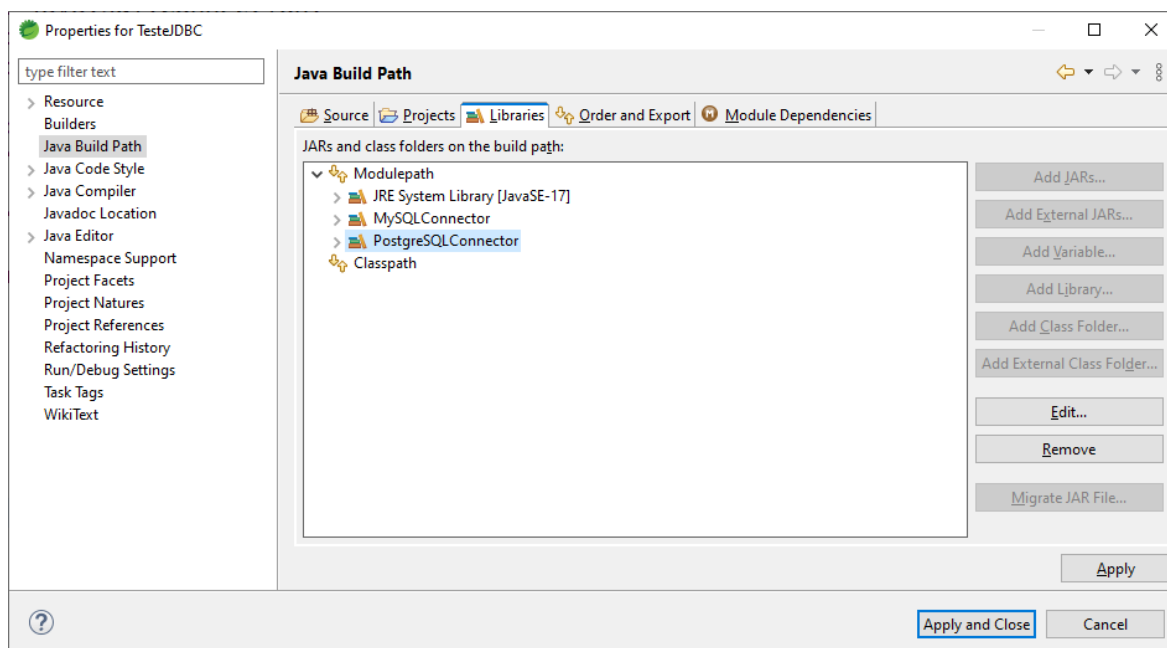 Properties for TesteJDBC
type filter text
Resource
Builders
Java Build Path
Java Code Style
Java Compiler
Javadoc Location
Java Editor
Namespace Support
Project Facets
Project Natures
Project References
Refactoring History
Run/Debug Settings
Task Tags
WikiText
Java Build Path
Source Projects Libraries Order and Export Module Dependencies
JARs and class folders on the build path:
Modulepath
JRE System Library [JavaSE-17]
MySQLConnector
PostgreSQLConnector
Classpath
Add JARs...
Add External JARs...
Add Variable...
Add Library...
Add Class Folder...
Add External Class Folder...
Edit...
Remove
Migrate JAR File...
Apply
Apply and Close Cancel